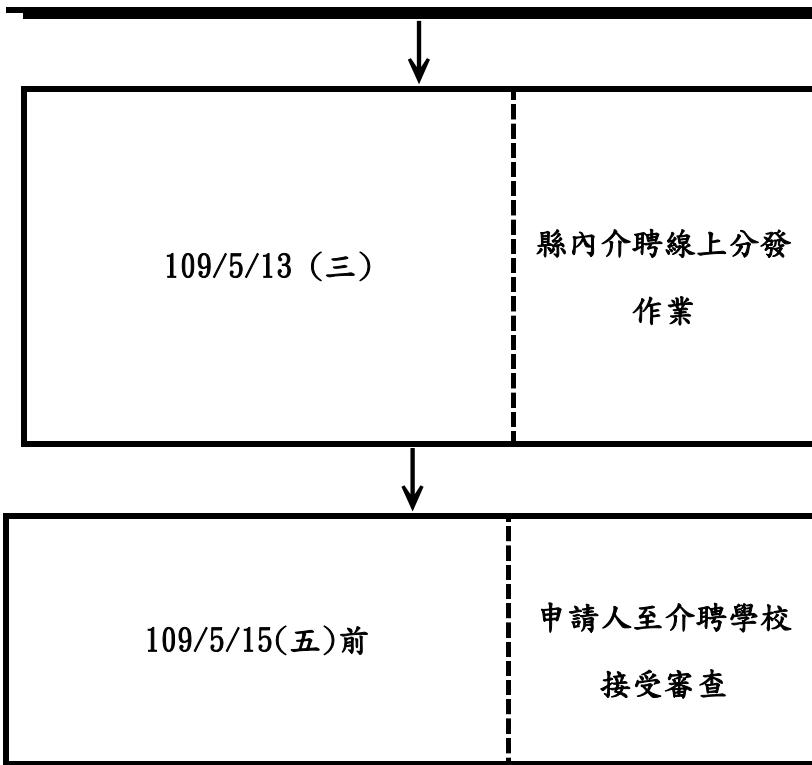 109/5/13 (三)
縣內介聘線上分發
作業
109/5/15(五)前
申請人至介聘學校
接受審查